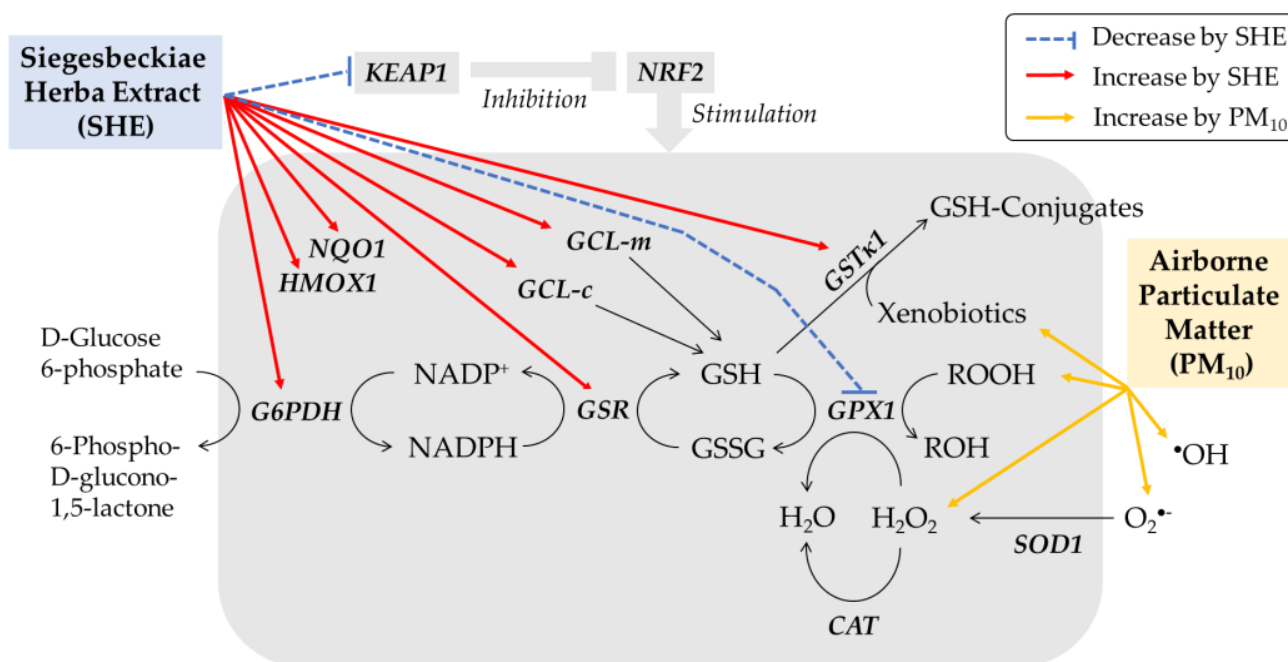 Siegesbeckiae
Herba Extract
(SHE)
KEAP1
Inhibition
NRF2
Stimulation
Decrease by SHE
Increase by SHE
Increase by PM₁₀
GSH-Conjugates
NQO1
HMOX1
GCL-m
GCL-c
GSTκ1
Xenobiotics
Airborne
Particulate
Matter
(PM₁₀)
D-Glucose
6-phosphate
G6PDH
NADP⁺
NADPH
GSR
GSH
GSSG
GPX1
ROOH
ROH
6-Phospho-
D-glucono-
1,5-lactone
•OH
H₂O
H₂O₂
SOD1
O₂•-
CAT